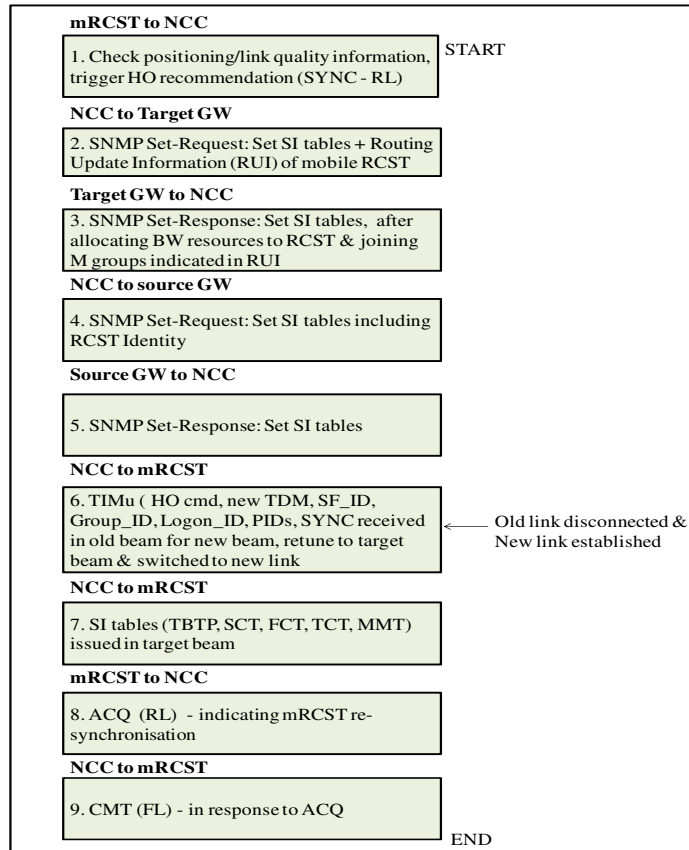 mRCST to NCC
START
1. Check positioning/link quality information,
trigger HO recommendation (SYNC - RL)
NCC to Target GW
2. SNMP Set-Request: Set SI tables + Routing
Update Information (RUI) of mobile RCST
Target GW to NCC
3. SNMP Set-Response: Set SI tables, after
allocating BW resources to RCST & joining
M groups indicated in RUI
NCC to source GW
4. SNMP Set-Request: Set SI tables including
RCST Identity
Source GW to NCC
5. SNMP Set-Response: Set SI tables
NCC to mRCST
6. TIMu ( HO cmd, new TDM, SF_ID,
Group_ID, Logon_ID, PIDs, SYNC received
in old beam for new beam, retune to target
beam & switched to new link
Old link disconnected &
New link established
NCC to mRCST
7. SI tables (TBTP, SCT, FCT, TCT, MMT)
issued in target beam
mRCST to NCC
8. ACQ (RL) - indicating mRCST re-
synchronisation
NCC to mRCST
9. CMT (FL) - in response to ACQ
END